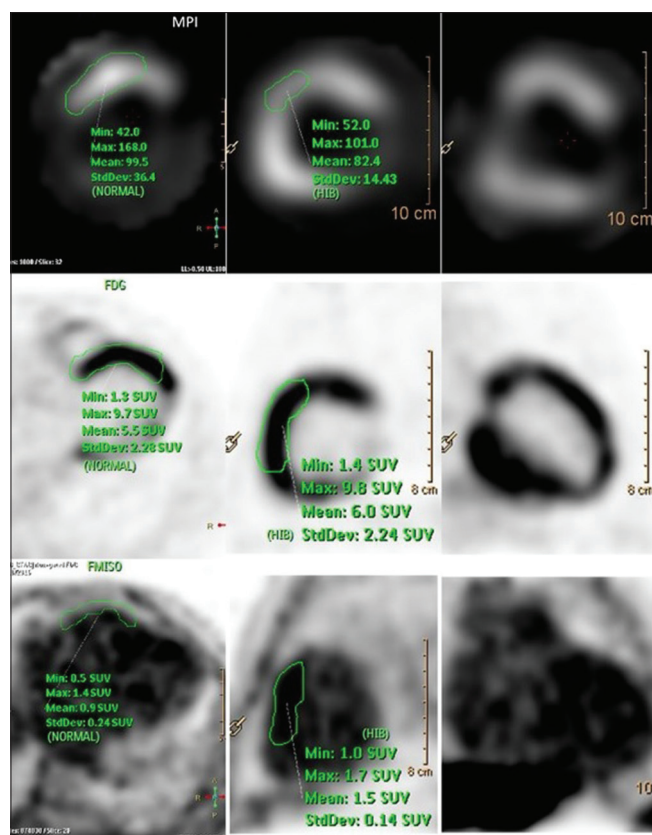 MPI
Min: 42.0
Max: 168.0
Mean: 99.5
StdDev: 36.4
(NORMAL)
Min: 52.0
Max: 101.0
Mean: 82.4
StdDev: 14.43
(HIB)
10 cm
10 cm
A
R
P
FDG
Min: 1.3 SUV
Max: 9.7 SUV
Mean: 5.5 SUV
StdDev: 2.28 SUV
(NORMAL)
R
Min: 1.4 SUV
Max: 9.8 SUV
Mean: 6.0 SUV
(HIB) StdDev: 2.24 SUV
8 cm
8 cm
FMISO
Min: 0.5 SUV
Max: 1.4 SUV
Mean: 0.9 SUV
StdDev: 0.24 SUV
(NORMAL)
(HIB)
Min: 1.0 SUV
Max: 1.7 SUV
Mean: 1.5 SUV
StdDev: 0.14 SUV
8 cm
10